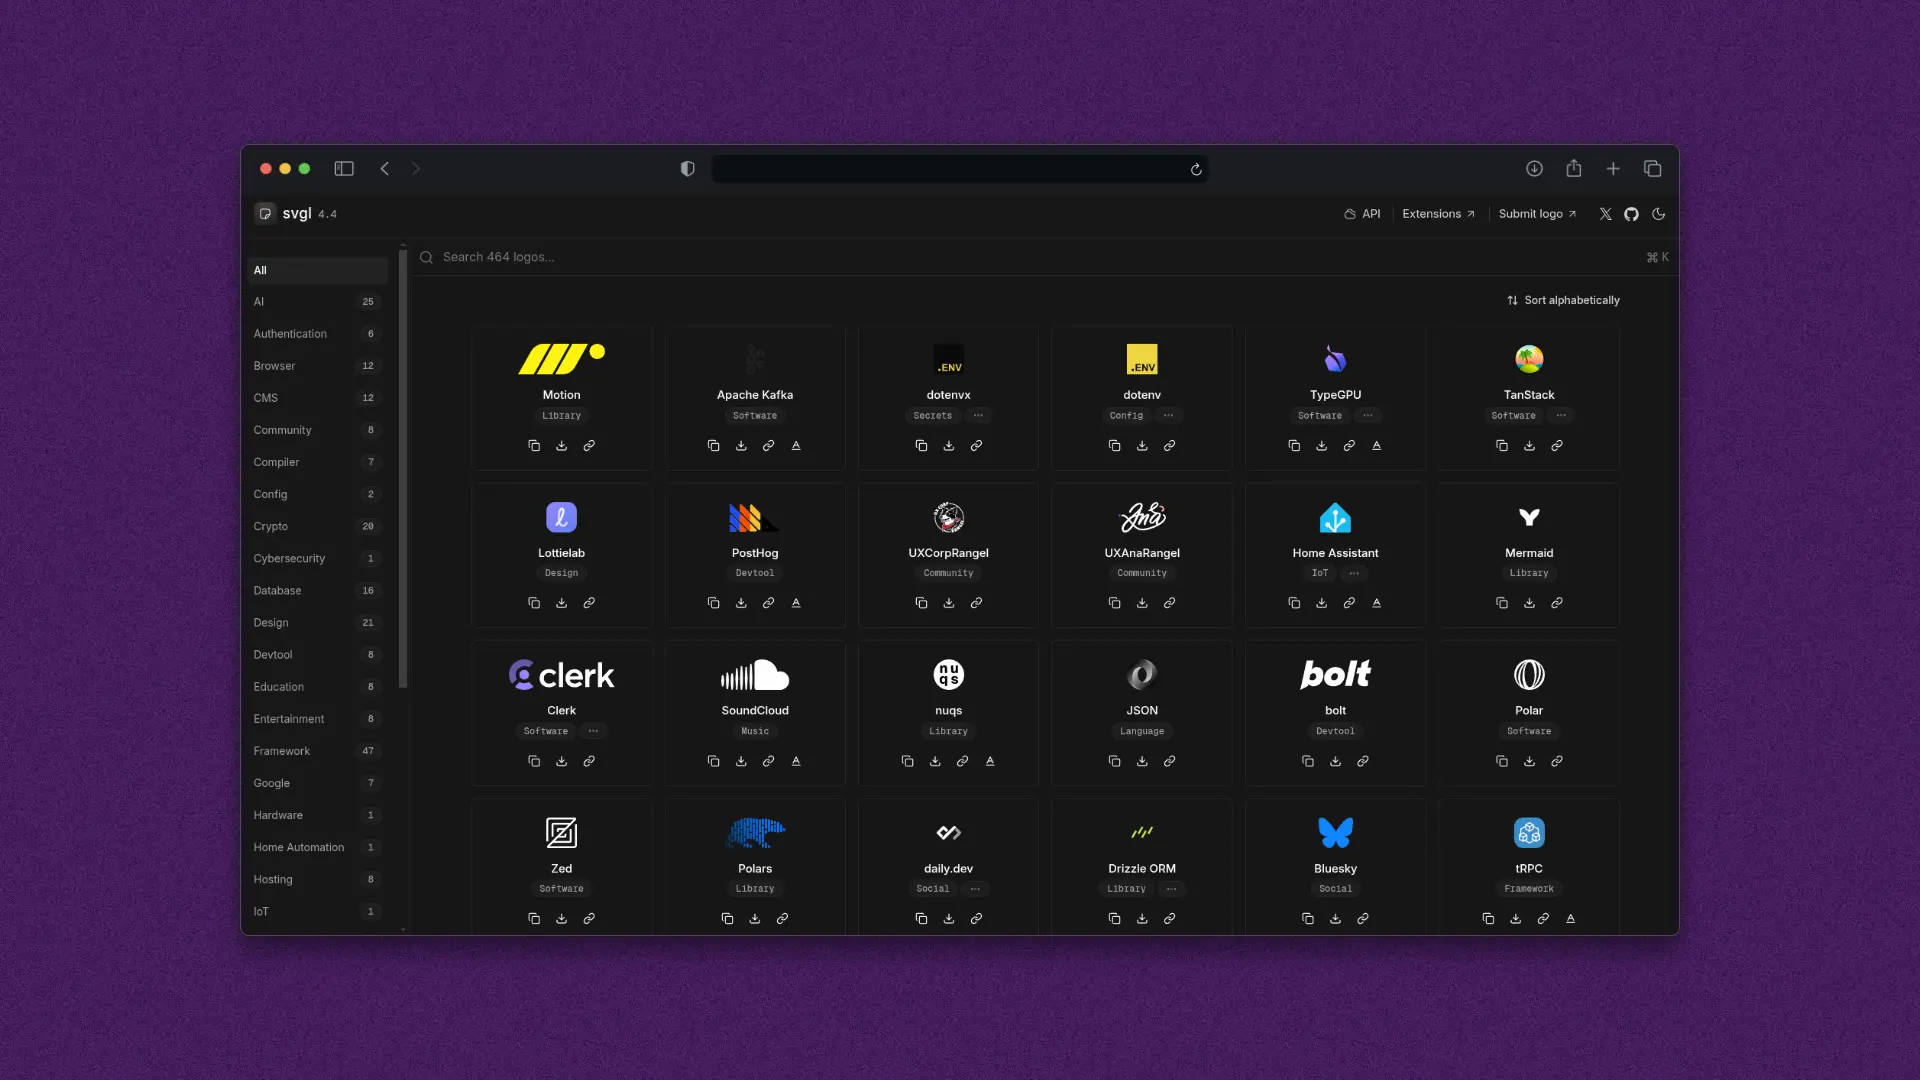 svgl 4.4
API
Extensions
Submit logo
Search 464 logos...
⌘ K
Sort alphabetically
All
AI 25
Authentication 6
Browser 12
CMS 12
Community 8
Compiler 7
Config 2
Crypto 20
Cybersecurity 1
Database 16
Design 21
Devtool 8
Education 8
Entertainment 8
Framework 47
Google 7
Hardware 1
Home Automation 1
Hosting 8
IoT 1
Motion
Library
Apache Kafka
Software
.ENV
dotenvx
Secrets
.ENV
dotenv
Config
TypeGPU
Software
TanStack
Software
Lottielab
Design
PostHog
Devtool
UXCorpRangel
Community
Ana
UXAnaRangel
Community
Home Assistant
IoT
Mermaid
Library
clerk
Clerk
Software
SoundCloud
Music
nu
qs
nuqs
Library
JSON
Language
bolt
bolt
Devtool
Polar
Software
Zed
Software
Polars
Library
daily.dev
Social
Drizzle ORM
Library
Bluesky
Social
tRPC
Framework